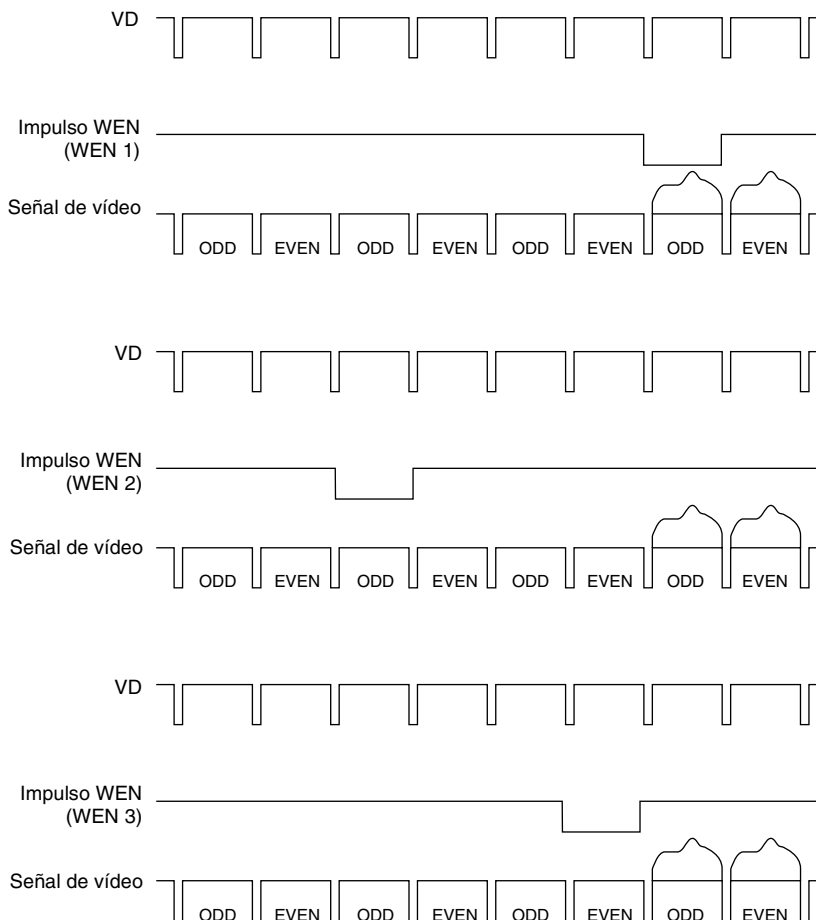 VD
Impulso WEN
(WEN 1)
Señal de vídeo
ODD EVEN ODD EVEN ODD EVEN ODD EVEN
VD
Impulso WEN
(WEN 2)
Señal de vídeo
ODD EVEN ODD EVEN ODD EVEN ODD EVEN
VD
Impulso WEN
(WEN 3)
Señal de vídeo
ODD EVEN ODD EVEN ODD EVEN ODD EVEN